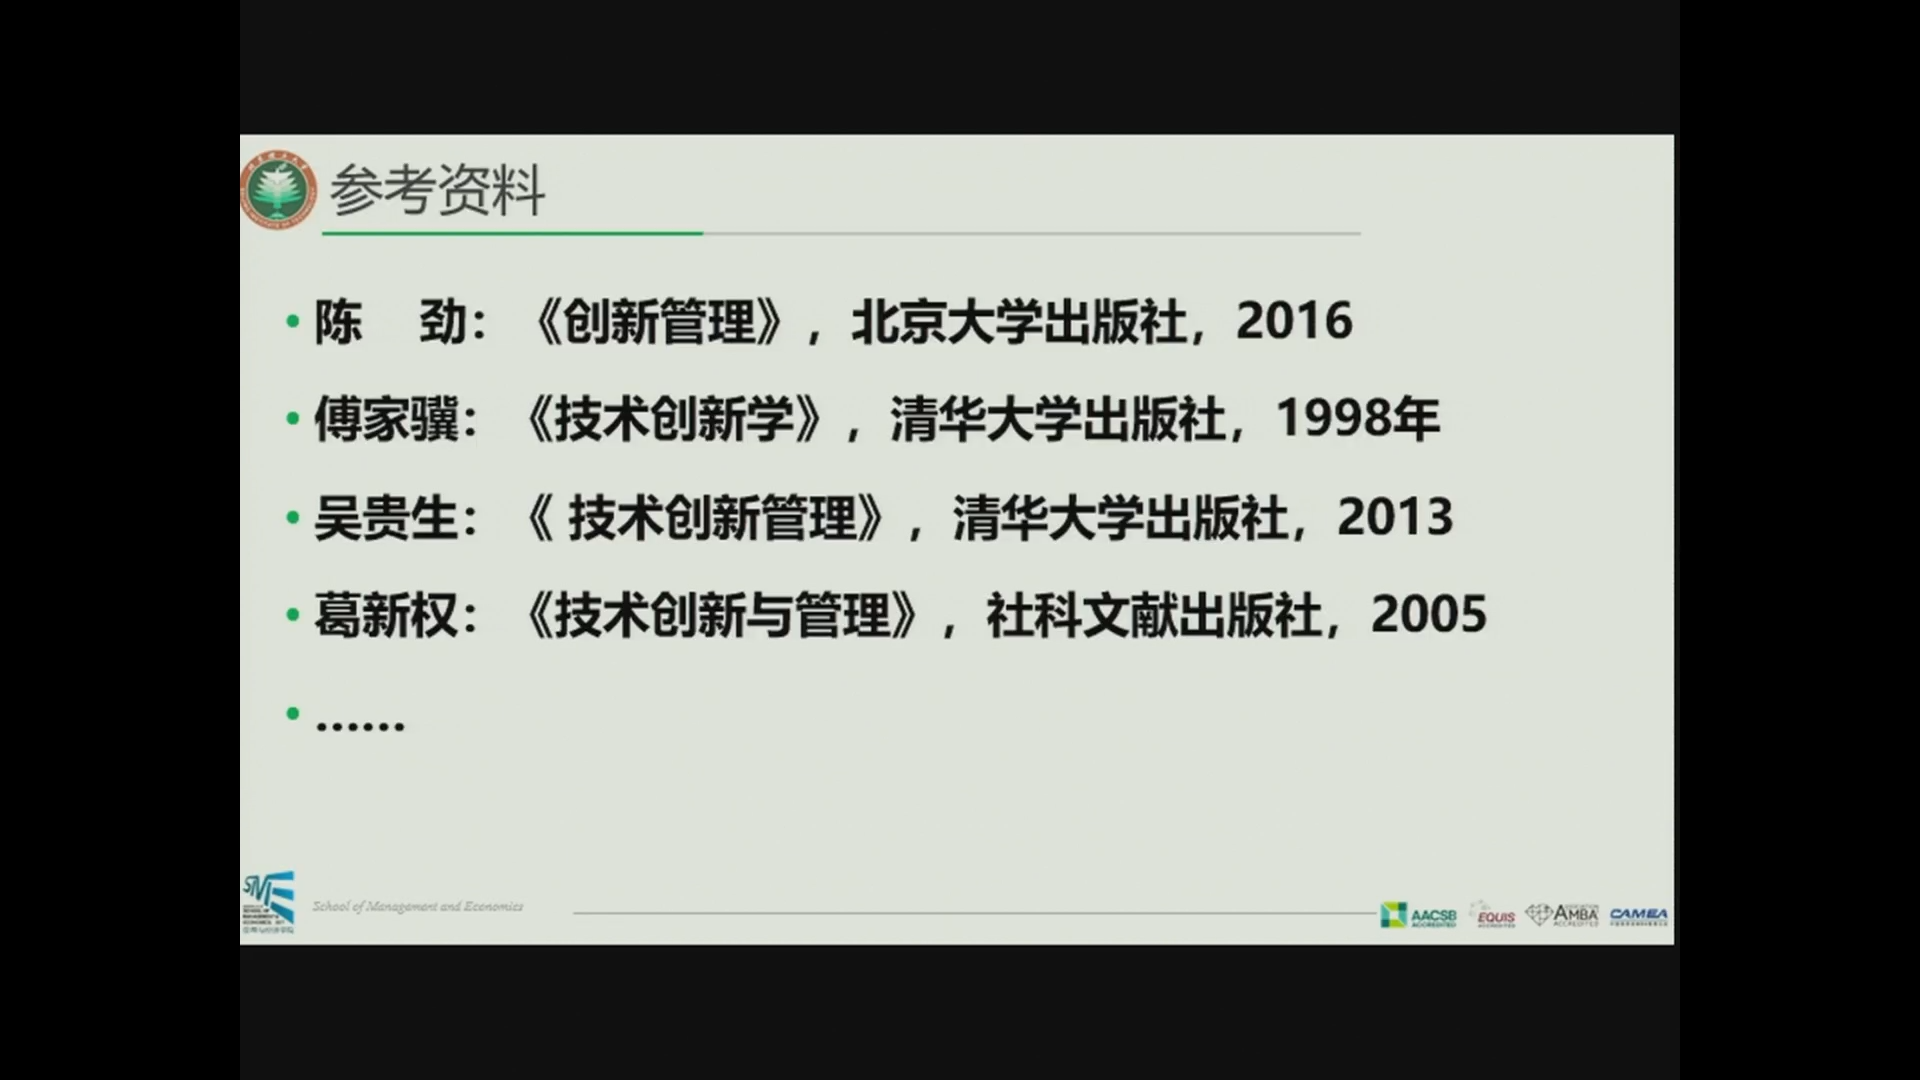 参考资料
陈 劲：《创新管理》，北京大学出版社，2016
傅家骥：《技术创新学》，清华大学出版社，1998年
吴贵生：《 技术创新管理》，清华大学出版社，2013
葛新权：《技术创新与管理》，社科文献出版社，2005
……
School of Management and Economics
AACSB ACCREDITED
EQUIS ACCREDITED
AMBA ACCREDITED
CAMEA